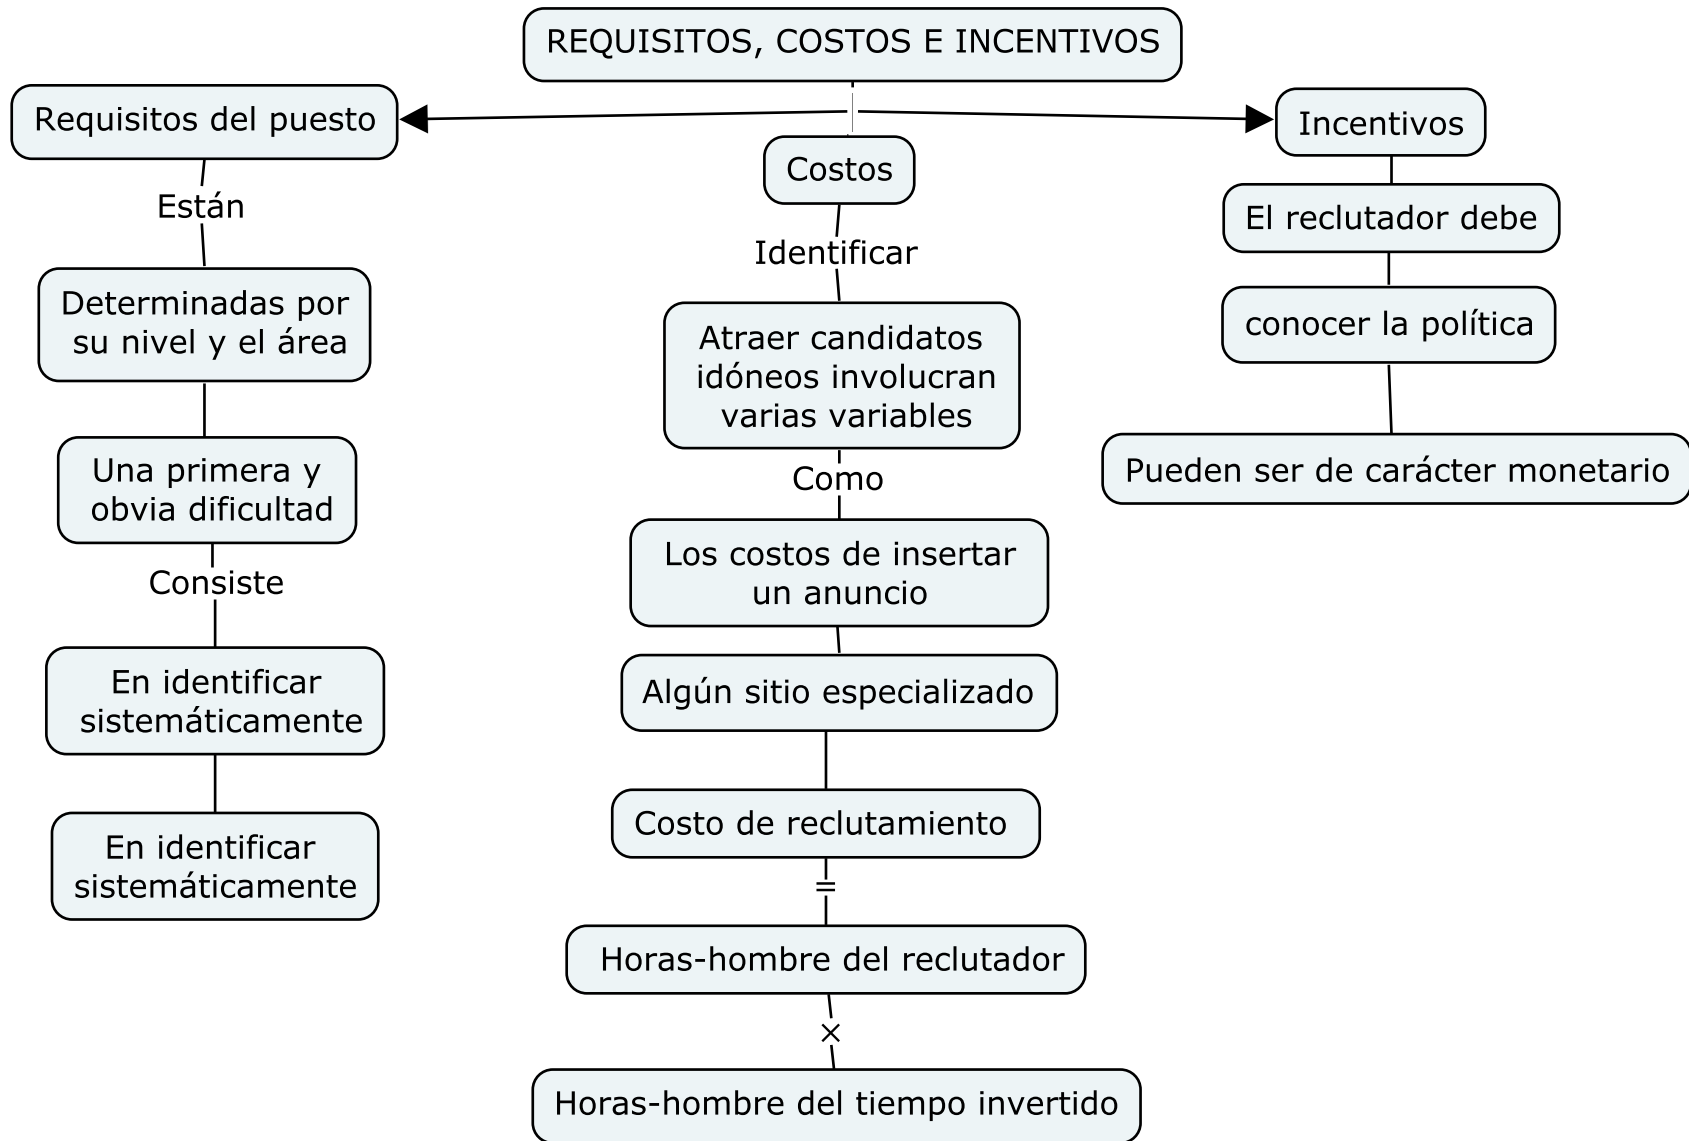 REQUISITOS, COSTOS E INCENTIVOS
Requisitos del puesto
Están
Determinadas por
su nivel y el área
Una primera y
obvia dificultad
Consiste
En identificar
sistemáticamente
En identificar
sistemáticamente
Costos
Identificar
Atraer candidatos
idóneos involucran
varias variables
Como
Los costos de insertar
un anuncio
Algún sitio especializado
Costo de reclutamiento
=
Horas-hombre del reclutador
×
Horas-hombre del tiempo invertido
Incentivos
El reclutador debe
conocer la política
Pueden ser de carácter monetario